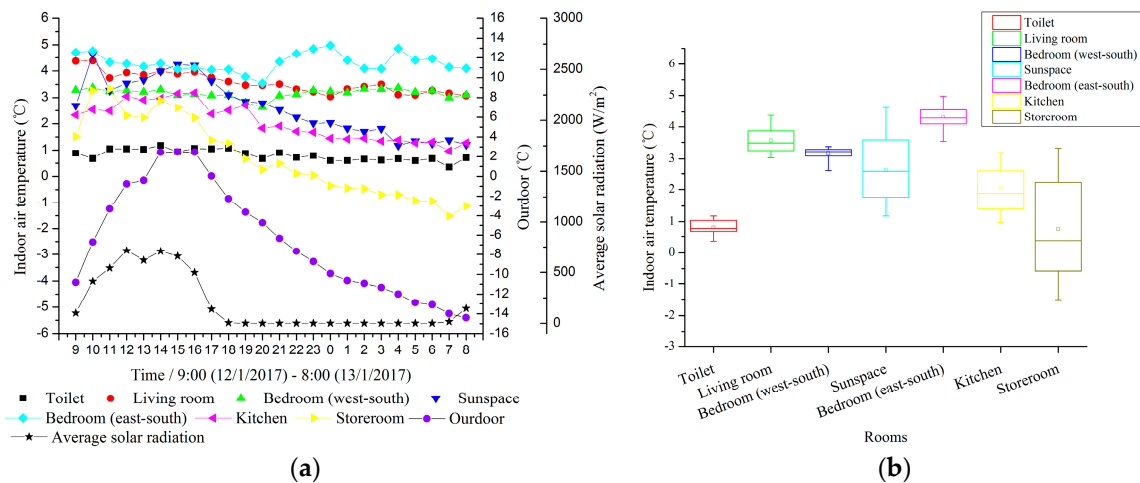 Indoor air temperature (℃)
6
5
4
3
2
1
0
-1
-2
-3
-4
-5
-6
9 10 11 12 13 14 15 16 17 18 19 20 21 22 23 0 1 2 3 4 5 6 7 8
Time / 9:00 (12/1/2017) - 8:00 (13/1/2017)
16
14
12
10
8
6
4
2
0
-2
-4
-6
-8
-10
-12
-14
-16
Ourdoor (℃)
3000
2500
2000
1500
1000
500
0
Average solar radiation (W/m²)
Toilet Living room Bedroom (west-south) Sunspace
Bedroom (east-south) Kitchen Storeroom Ourdoor
Average solar radiation
(a)
Toilet
Living room
Bedroom (west-south)
Sunspace
Bedroom (east-south)
Kitchen
Storeroom
Indoor air temperature (℃)
6
5
4
3
2
1
0
-1
-2
-3
Toilet
Living room
Bedroom (west-south)
Sunspace
Bedroom (east-south)
Kitchen
Storeroom
Rooms
(b)